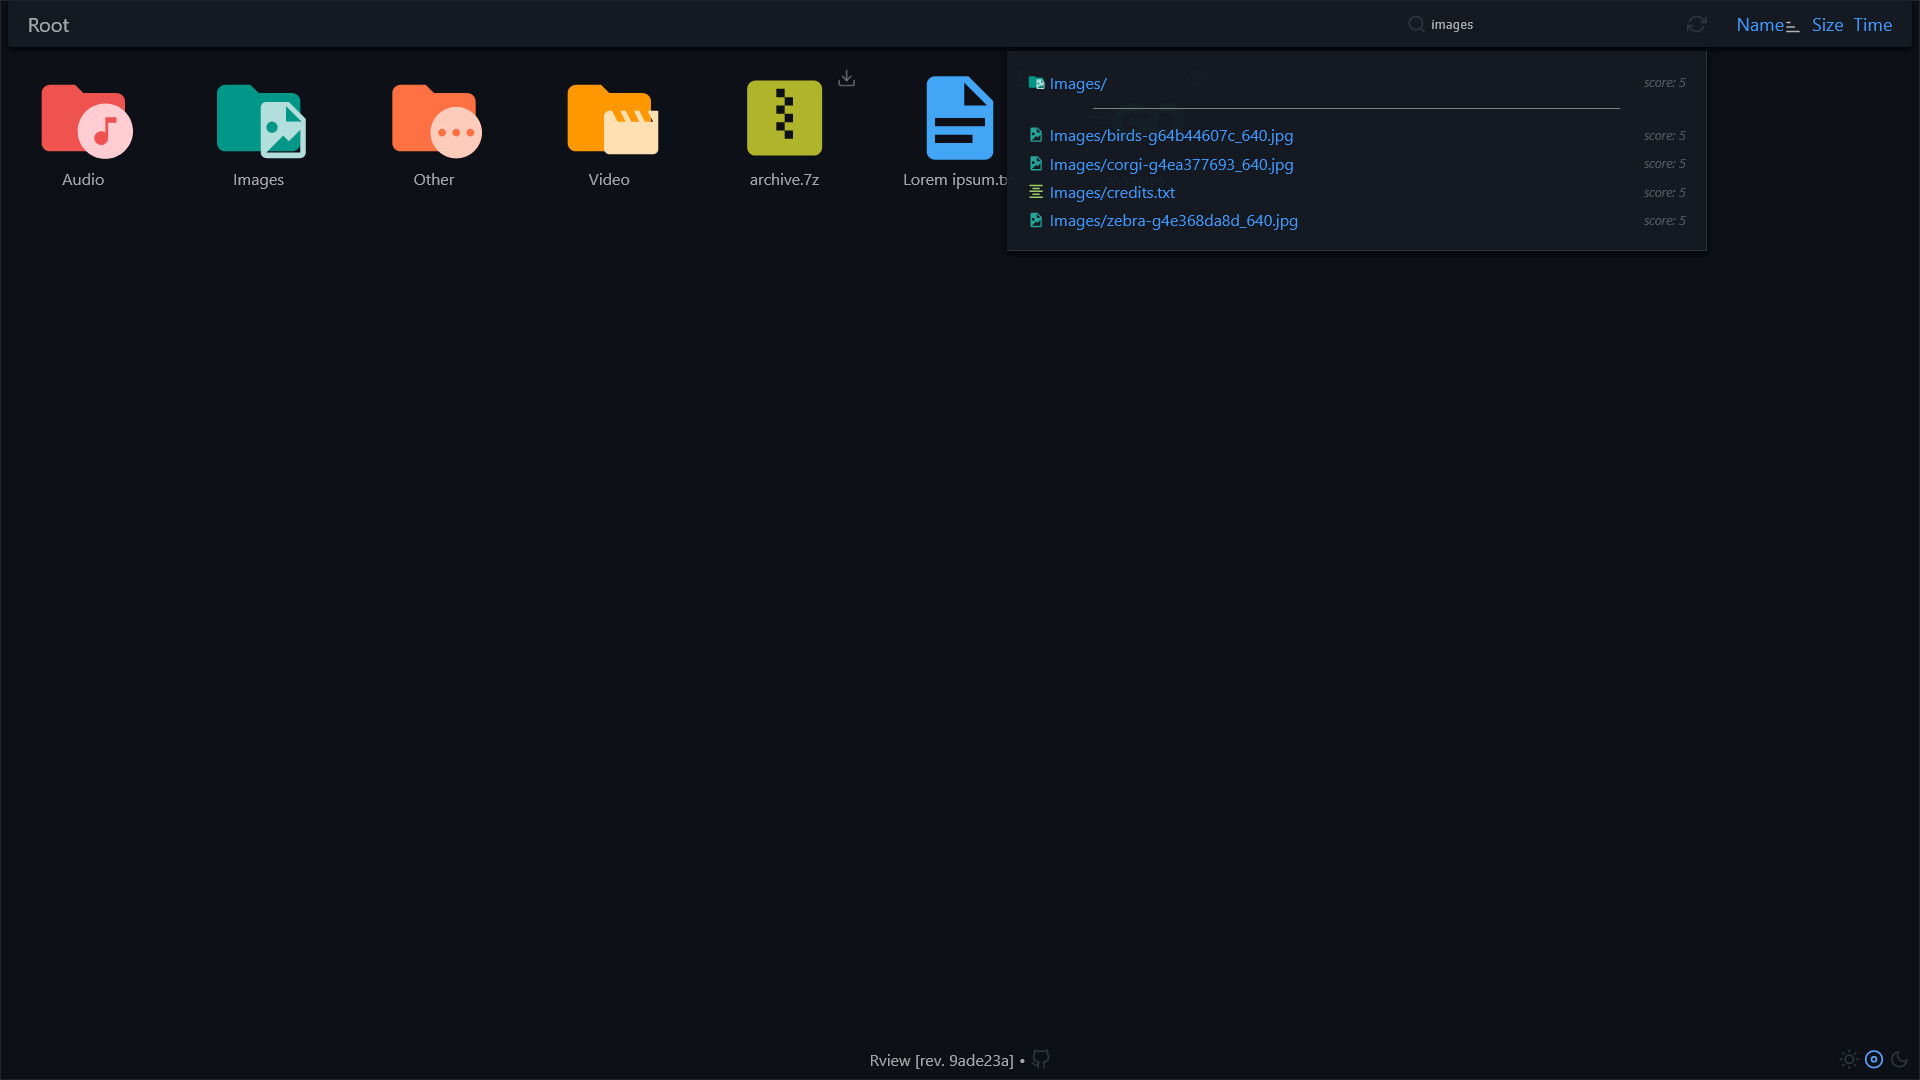 Root
images
Name Size Time
Images/ score: 5
Images/birds-g64b44607c_640.jpg score: 5
Images/corgi-g4ea377693_640.jpg score: 5
Images/credits.txt score: 5
Images/zebra-g4e368da8d_640.jpg score: 5
Audio
Images
Other
Video
archive.7z
Lorem ipsum.tx
Rview [rev. 9ade23a] •